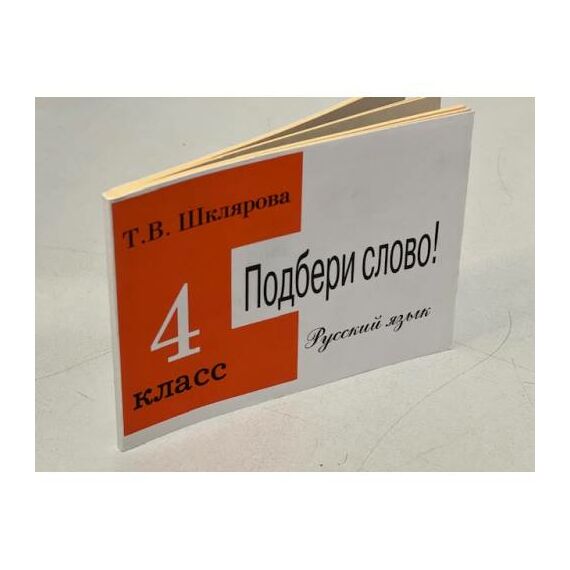 Т.В. Шклярова
Подбери слово!
4
класс
Русский язык